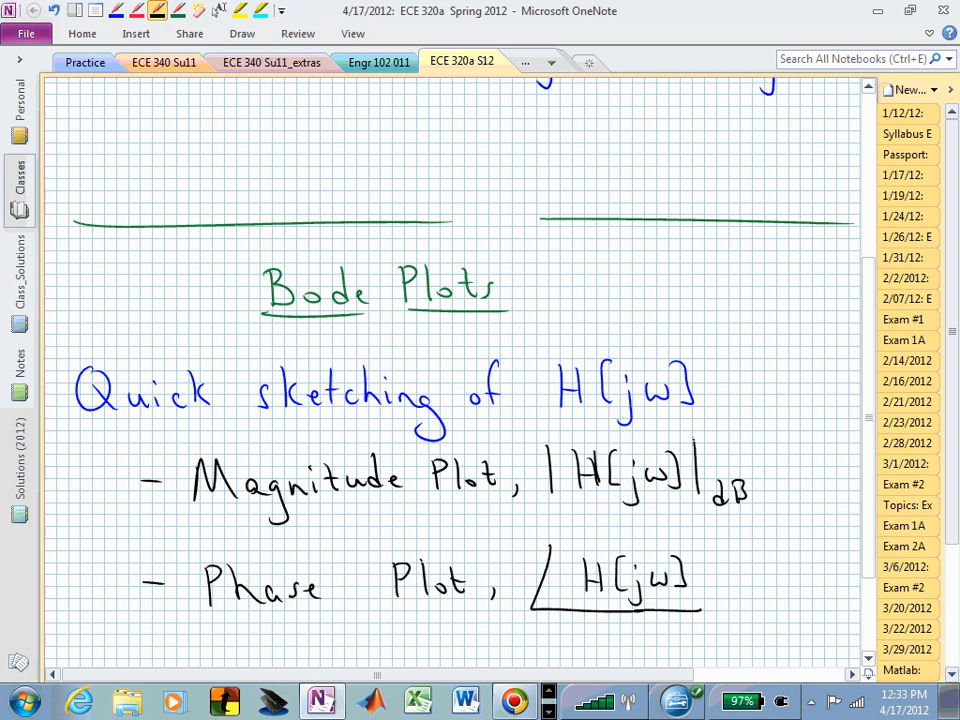 4/17/2012: ECE 320a Spring 2012 - Microsoft OneNote
File Home Insert Share Draw Review View
Practice ECE 340 Su11 ECE 340 Su11_extras Engr 102 011 ECE 320a S12 ... Search All Notebooks (Ctrl+E)
New...
Personal
Classes
Class_Solutions
Notes
Solutions (2012)
Bode Plots
Quick sketching of H[jw]
- Magnitude Plot, |H[jw]|dB
- Phase Plot, ∠H[jw]
1/12/12:
Syllabus E
Passport:
1/17/12:
1/19/12:
1/24/12:
1/26/12: E
1/31/12:
2/2/2012:
2/07/12: E
Exam #1
Exam 1A
2/14/2012
2/16/2012
2/21/2012
2/23/2012
2/28/2012
3/1/2012:
Exam #2
Topics: Ex
Exam 1A
Exam 2A
3/6/2012:
Exam #2
3/20/2012
3/22/2012
3/29/2012
Matlab:
97%
12:33 PM
4/17/2012